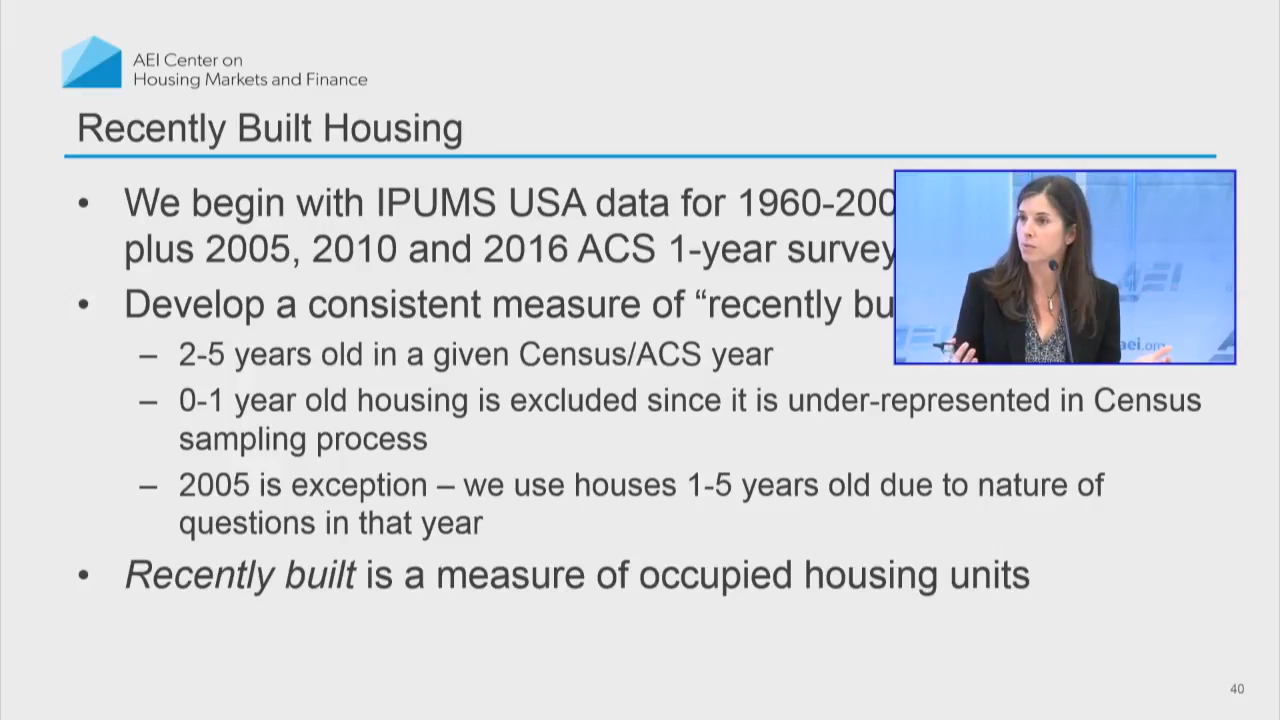 AEI Center on
Housing Markets and Finance
Recently Built Housing
• We begin with IPUMS USA data for
plus 2005, 2010 and 2016 ACS 1-year
• Develop a consistent measure of “recently
– 2-5 years old in a given Census/ACS year
– 0-1 year old housing is excluded since it is under-represented in Census
sampling process
– 2005 is exception – we use houses 1-5 years old due to nature of
questions in that year
• Recently built is a measure of occupied housing units
AEI
aei.org
40